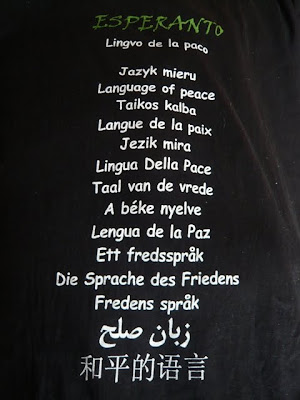 ESPERANTO
Lingvo de la paco
Jazyk mieru
Language of peace
Taikos kalba
Langue de la paix
Jezik mira
Lingua Della Pace
Taal van de vrede
A béke nyelve
Lengua de la Paz
Ett fredsspråk
Die Sprache des Friedens
Fredens språk
زبان صلح
和平的语言